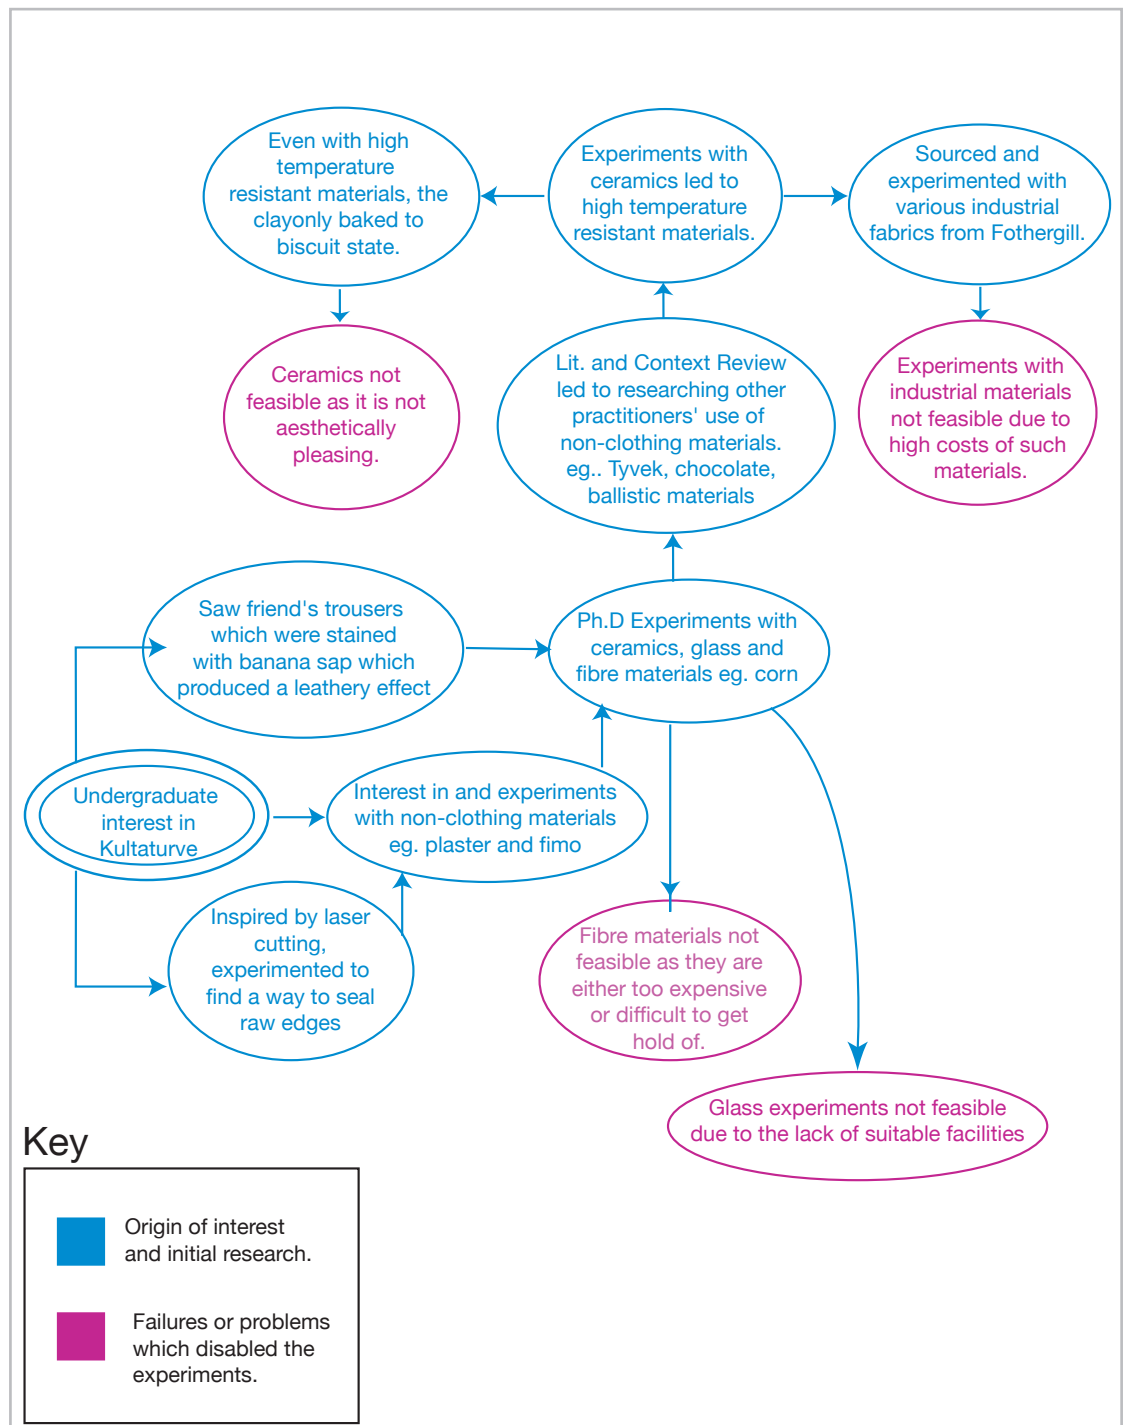 Even with high
temperature
resistant materials, the
clayonly baked to
biscuit state.
Experiments with
ceramics led to
high temperature
resistant materials.
Sourced and
experimented with
various industrial
fabrics from Fothergill.
Ceramics not
feasible as it is not
aesthetically
pleasing.
Lit. and Context Review
led to researching other
practitioners' use of
non-clothing materials.
eg.. Tyvek, chocolate,
ballistic materials
Experiments with
industrial materials
not feasible due to
high costs of such
materials.
Saw friend's trousers
which were stained
with banana sap which
produced a leathery effect
Ph.D Experiments with
ceramics, glass and
fibre materials eg. corn
Undergraduate
interest in
Kultaturve
Interest in and experiments
with non-clothing materials
eg. plaster and fimo
Inspired by laser
cutting,
experimented to
find a way to seal
raw edges
Fibre materials not
feasible as they are
either too expensive
or difficult to get
hold of.
Glass experiments not feasible
due to the lack of suitable facilities
Key
Origin of interest
and initial research.
Failures or problems
which disabled the
experiments.